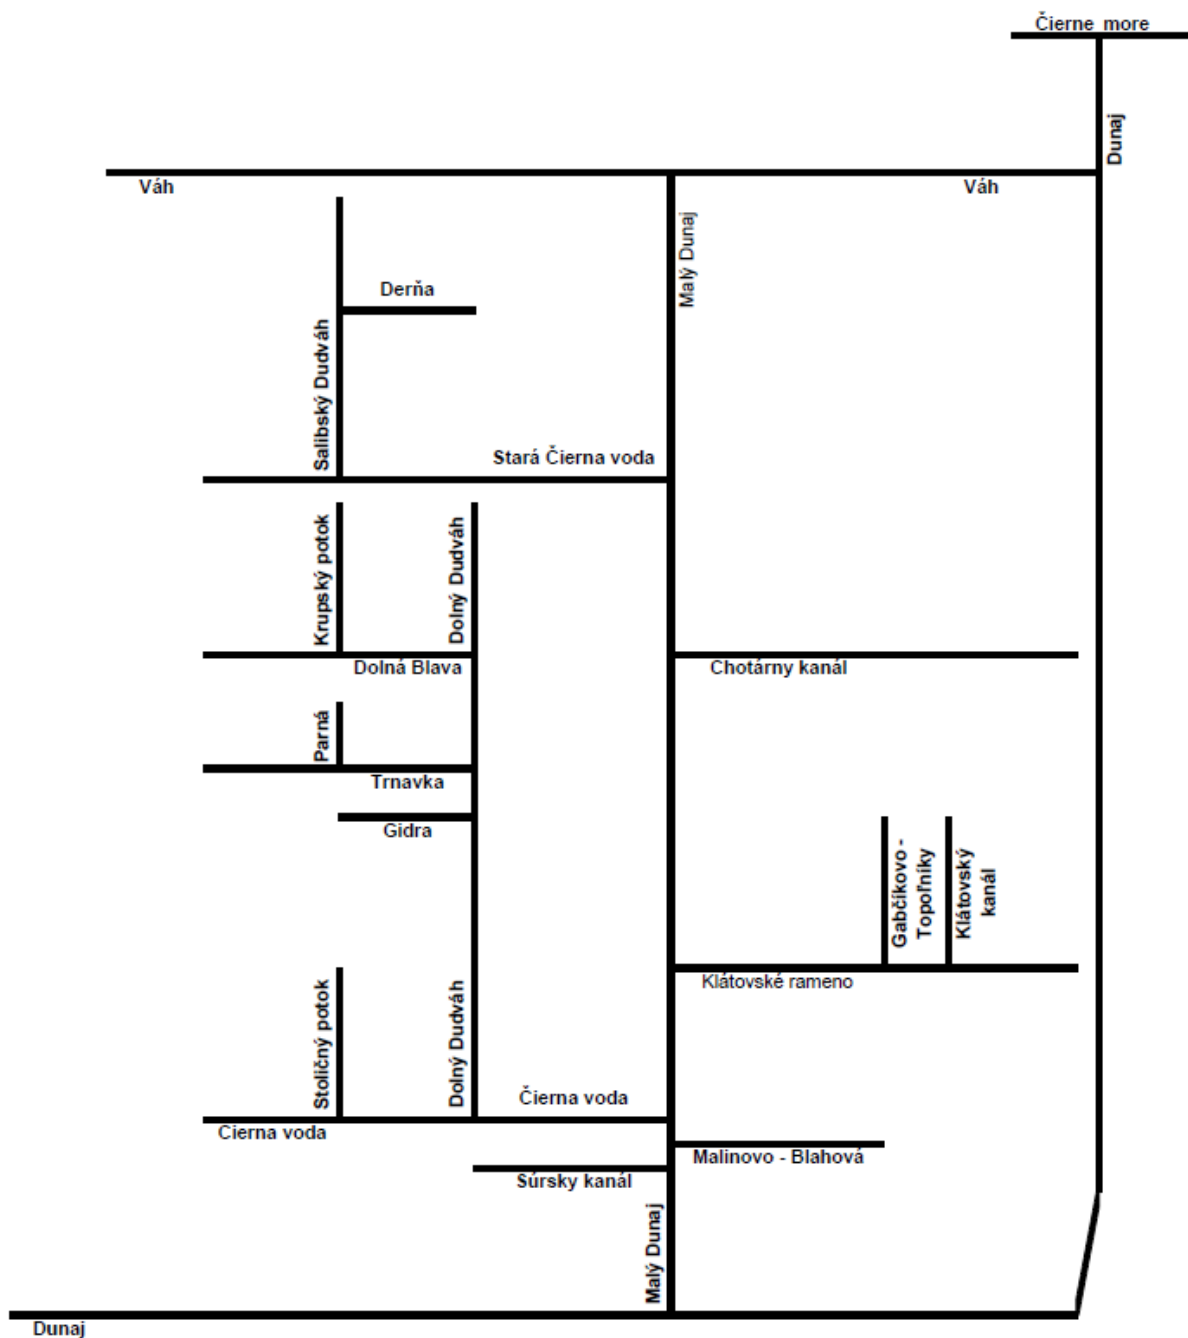 Čierne more
Dunaj
Váh
Váh
Malý Dunaj
Derňa
Salibský Dudváh
Stará Čierna voda
Krupský potok
Dolný Dudváh
Dolná Blava
Chotárny kanál
Parná
Trnavka
Gidra
Gabčíkovo -
Topoľníky
Klátovský
kanál
Klátovské rameno
Stoličný potok
Dolný Dudváh
Čierna voda
Čierna voda
Malinovo - Blahová
Šúrsky kanál
Malý Dunaj
Dunaj